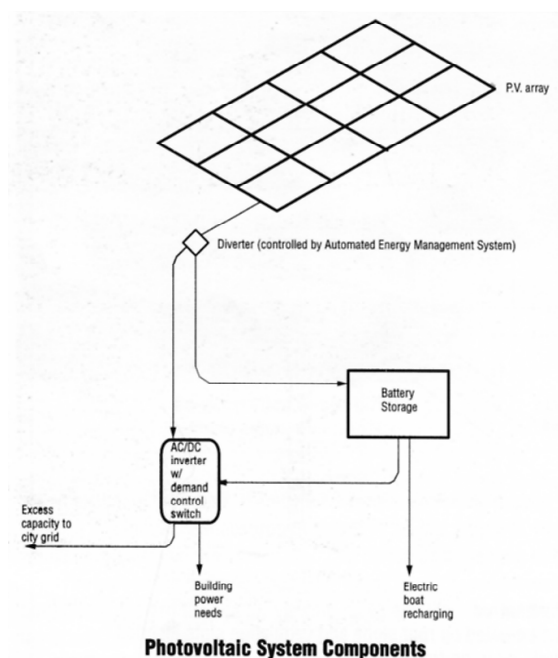 P.V. array
Diverter (controlled by Automated Energy Management System)
Battery
Storage
AC/DC
inverter
w/
demand
control
switch
Excess
capacity to
city grid
Building
power
needs
Electric
boat
recharging
Photovoltaic System Components